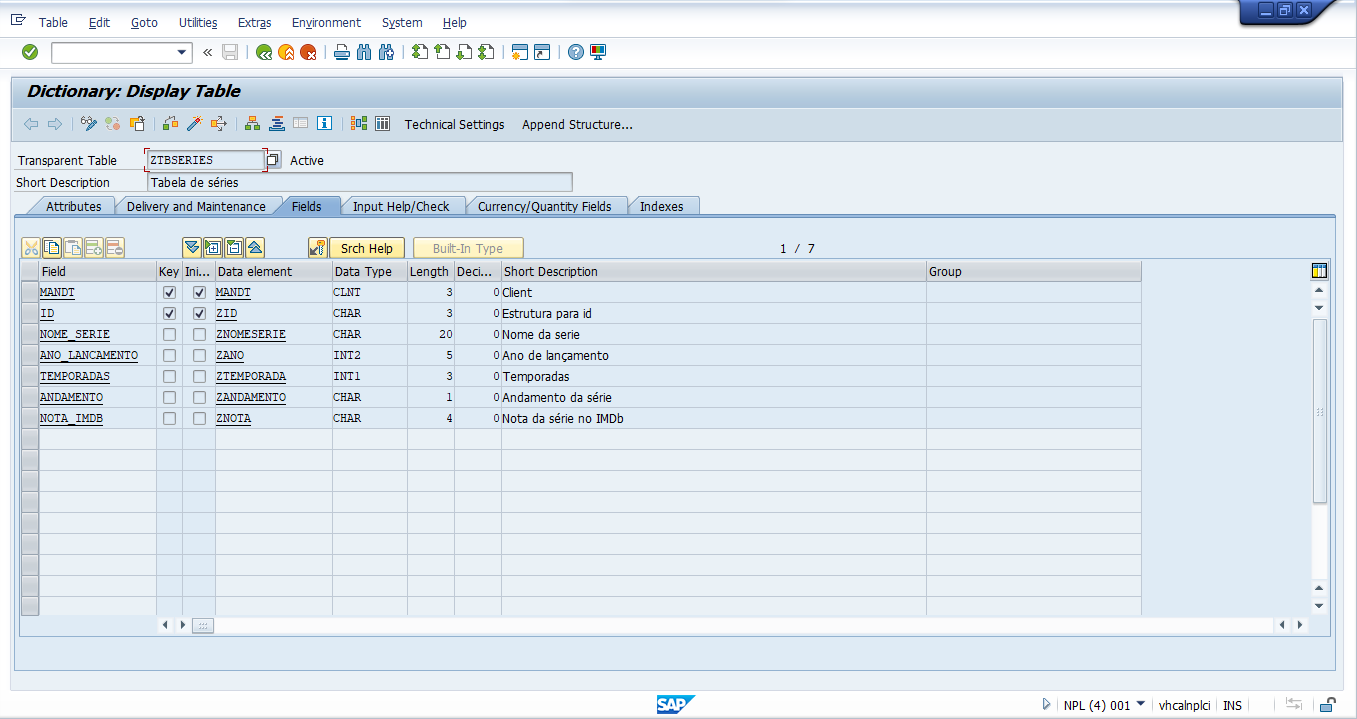 Table Edit Goto Utilities Extras Environment System Help
Dictionary: Display Table
Technical Settings Append Structure...
Transparent Table ZTBSERIES Active
Short Description Tabela de séries
Attributes Delivery and Maintenance Fields Input Help/Check Currency/Quantity Fields Indexes
Srch Help Built-In Type 1 / 7
Field Key Ini... Data element Data Type Length Deci... Short Description Group
MANDT MANDT CLNT 3 0 Client
ID ZID CHAR 3 0 Estrutura para id
NOME_SERIE ZNOMESERIE CHAR 20 0 Nome da serie
ANO_LANCAMENTO ZANO INT2 5 0 Ano de lançamento
TEMPORADAS ZTEMPORADA INT1 3 0 Temporadas
ANDAMENTO ZANDAMENTO CHAR 1 0 Andamento da série
NOTA_IMDB ZNOTA CHAR 4 0 Nota da série no IMDb
SAP NPL (4) 001 vhcalnplci INS